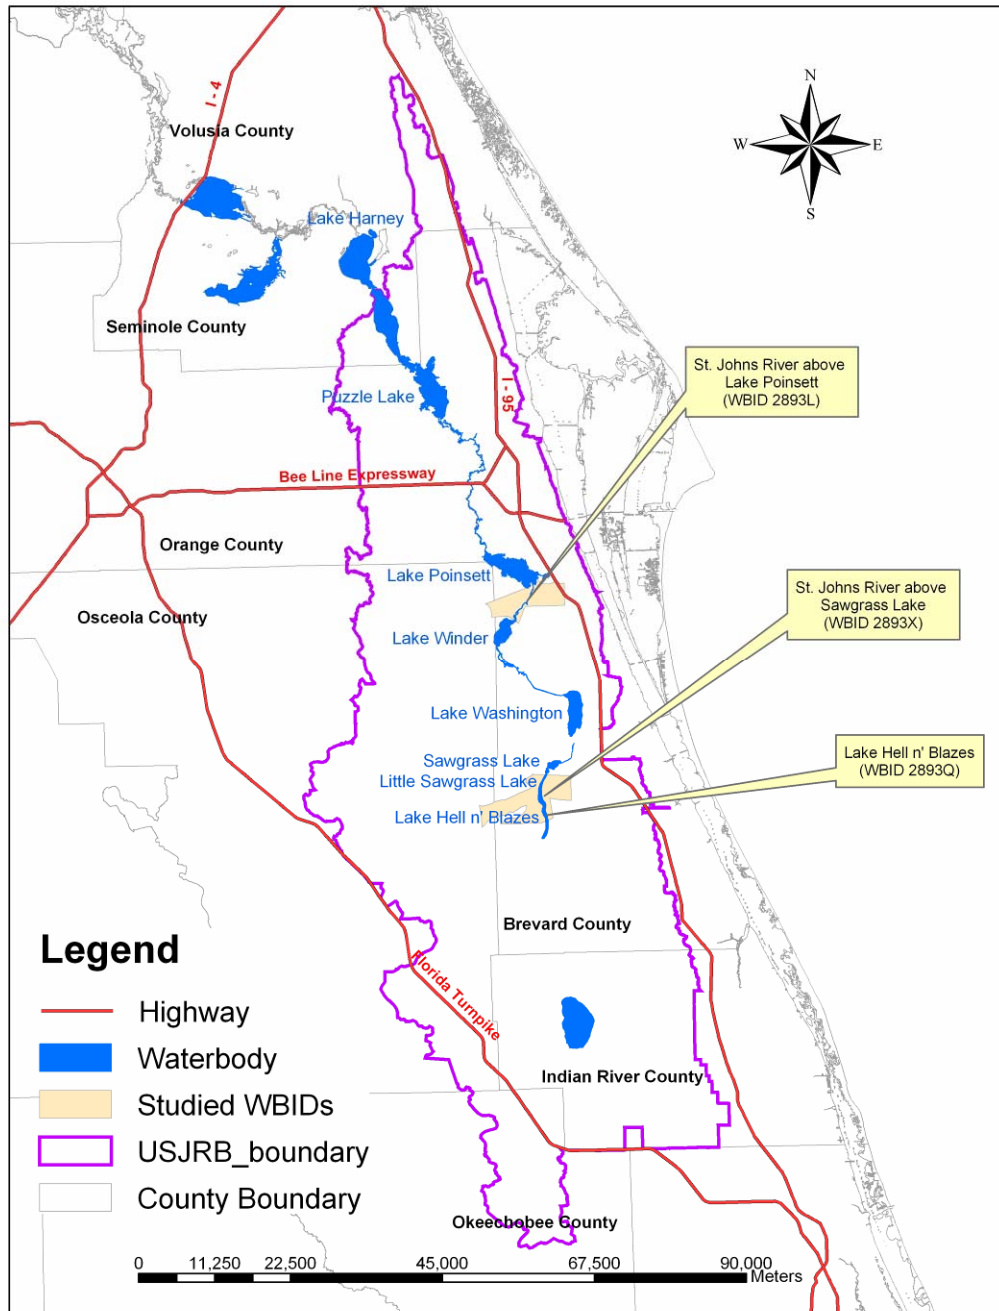 N
W
E
S
I - 4
Volusia County
Lake Harney
Seminole County
St. Johns River above
Lake Poinsett
(WBID 2893L)
Puzzle Lake
I - 95
Bee Line Expressway
Orange County
Lake Poinsett
Osceola County
St. Johns River above
Sawgrass Lake
(WBID 2893X)
Lake Winder
Lake Washington
Sawgrass Lake
Little Sawgrass Lake
Lake Hell n' Blazes
(WBID 2893Q)
Lake Hell n' Blazes
Brevard County
Florida Turnpike
Indian River County
Okeechobee County
Legend
Highway
Waterbody
Studied WBIDs
USJRB_boundary
County Boundary
0 11,250 22,500 45,000 67,500 90,000
Meters